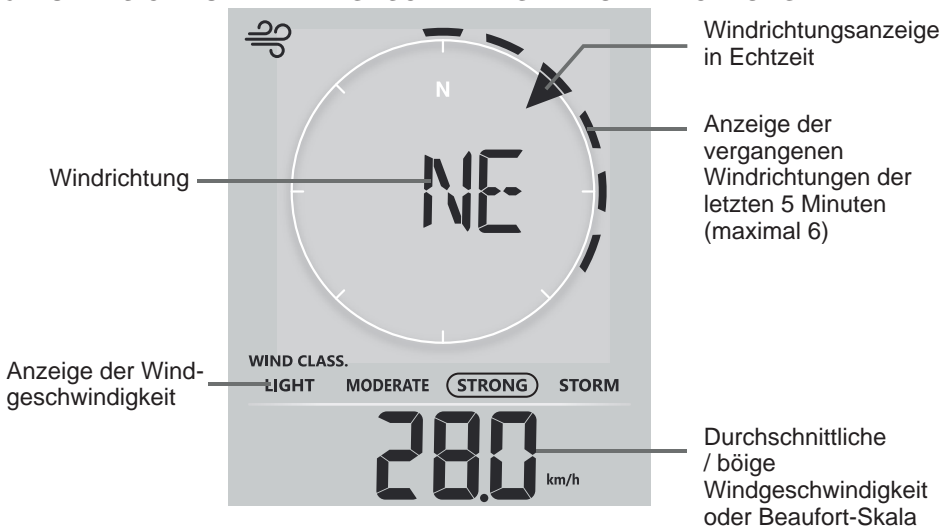 Windrichtungsanzeige
in Echtzeit
N
Anzeige der
vergangenen
Windrichtungen der
letzten 5 Minuten
(maximal 6)
Windrichtung
NE
WIND CLASS.
LIGHT MODERATE STRONG STORM
Anzeige der Wind-
geschwindigkeit
28.0 km/h
Durchschnittliche
/ böige
Windgeschwindigkeit
oder Beaufort-Skala